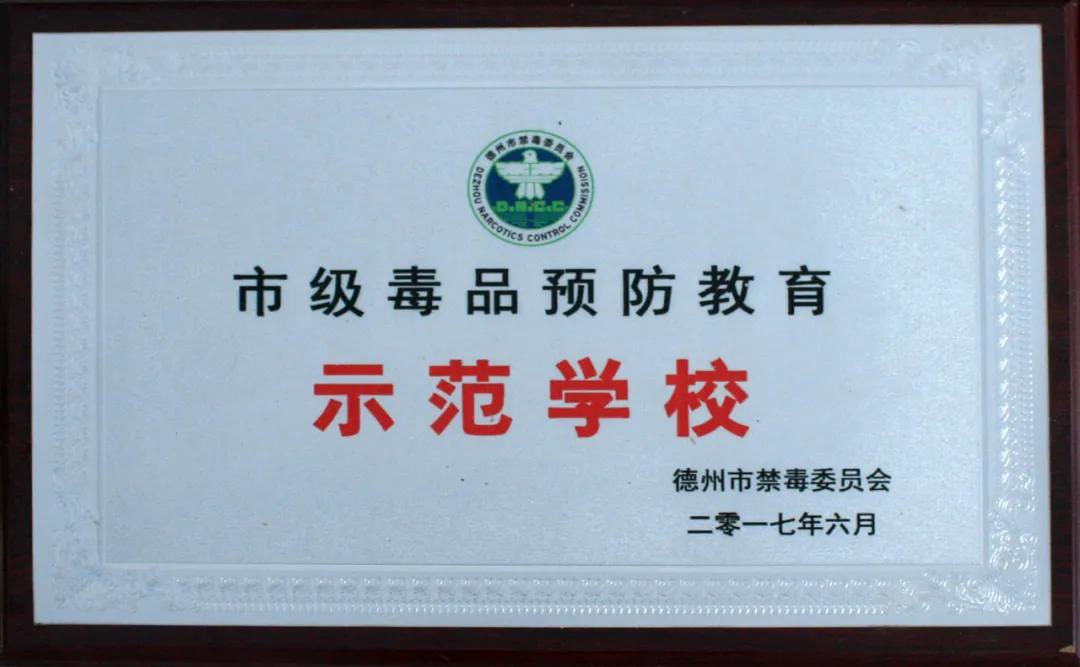 德州市禁毒委员会
D.N.C.C
DEZHOU NARCOTICS CONTROL COMMISSION
市级毒品预防教育
示范学校
德州市禁毒委员会
二零一七年六月